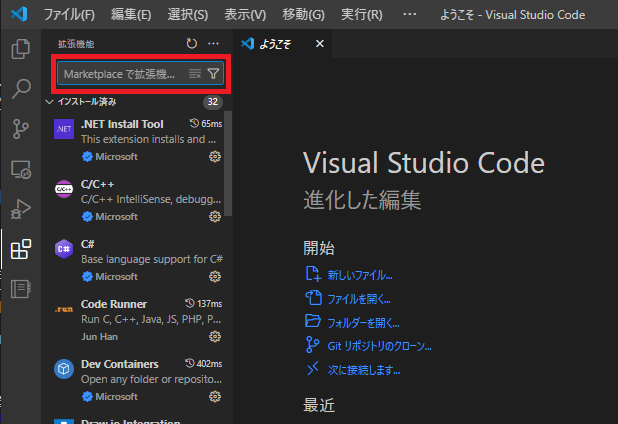 ファイル(F) 編集(E) 選択(S) 表示(V) 移動(G) 実行(R) ··· ようこそ - Visual Studio Code
拡張機能
ようこそ
Marketplace で拡張機...
インストール済み 32
.NET Install Tool 65ms
This extension installs and ...
Microsoft
C/C++
C/C++ IntelliSense, debugg...
Microsoft
C#
Base language support for C#
Microsoft
Code Runner 137ms
Run C, C++, Java, JS, PHP, P...
Jun Han
Dev Containers 402ms
Open any folder or reposito...
Microsoft
Draw.io Integration
Visual Studio Code
進化した編集
開始
新しいファイル...
ファイルを開く...
フォルダーを開く...
Git リポジトリのクローン...
次に接続します...
最近